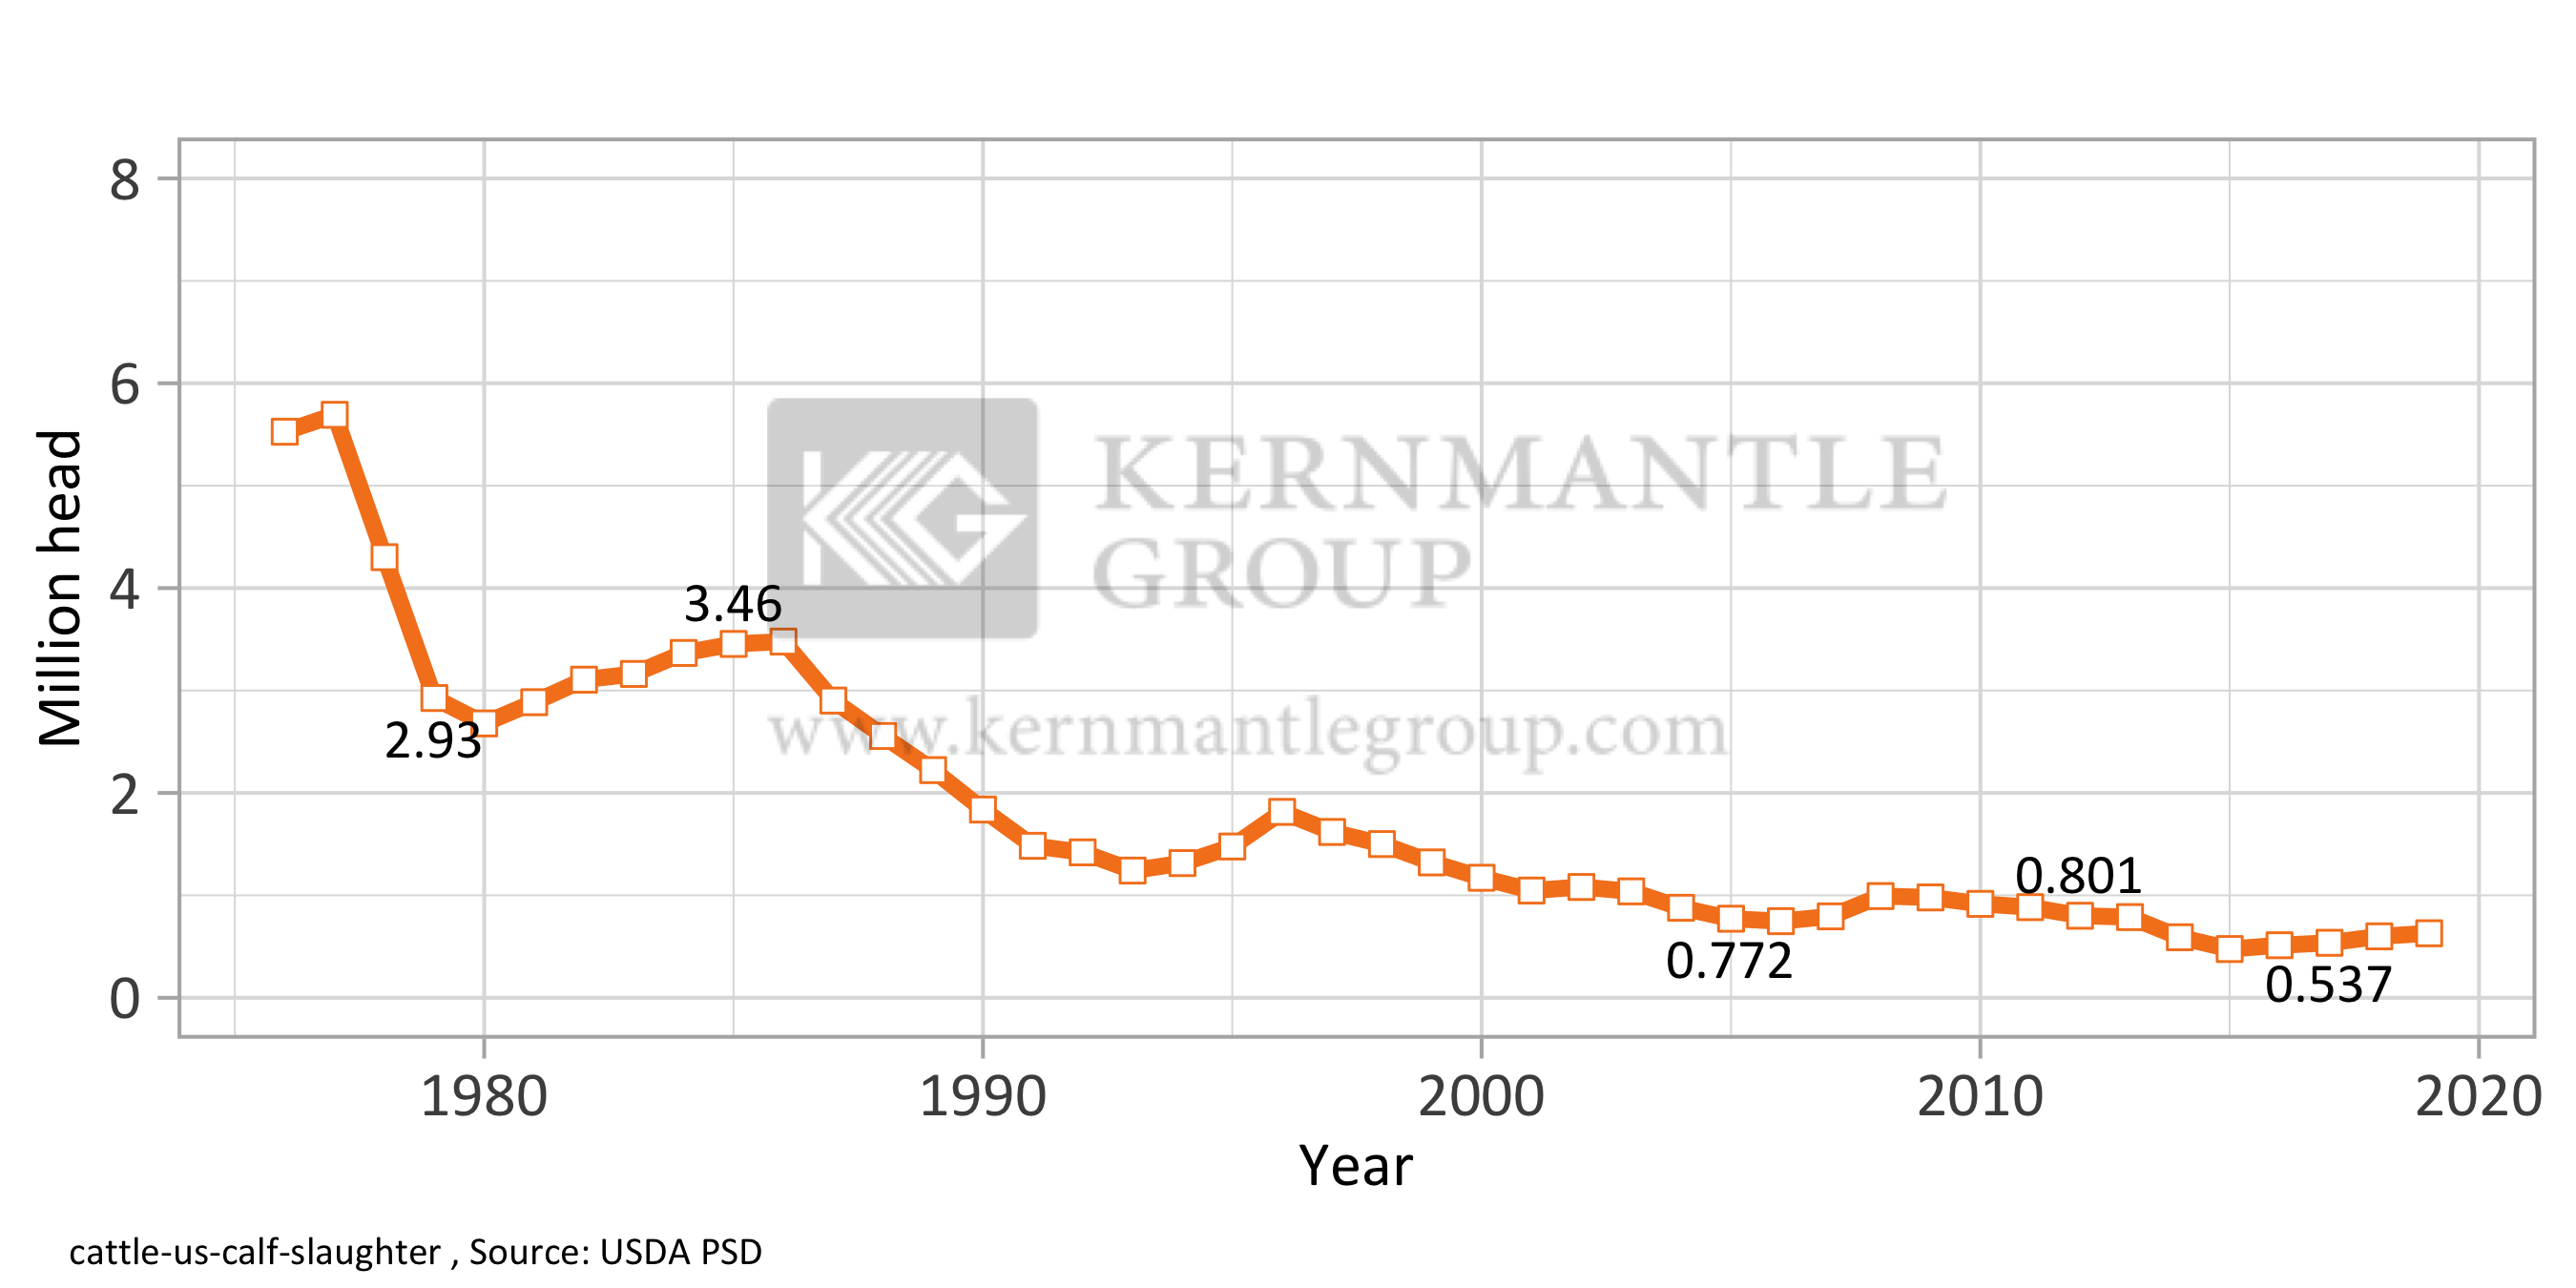 8
6
4
2
0
Million head
3.46
2.93
0.801
0.772
0.537
KG KERNMANTLE
GROUP
www.kernmantlegroup.com
1980 1990 2000 2010 2020
Year
cattle-us-calf-slaughter , Source: USDA PSD